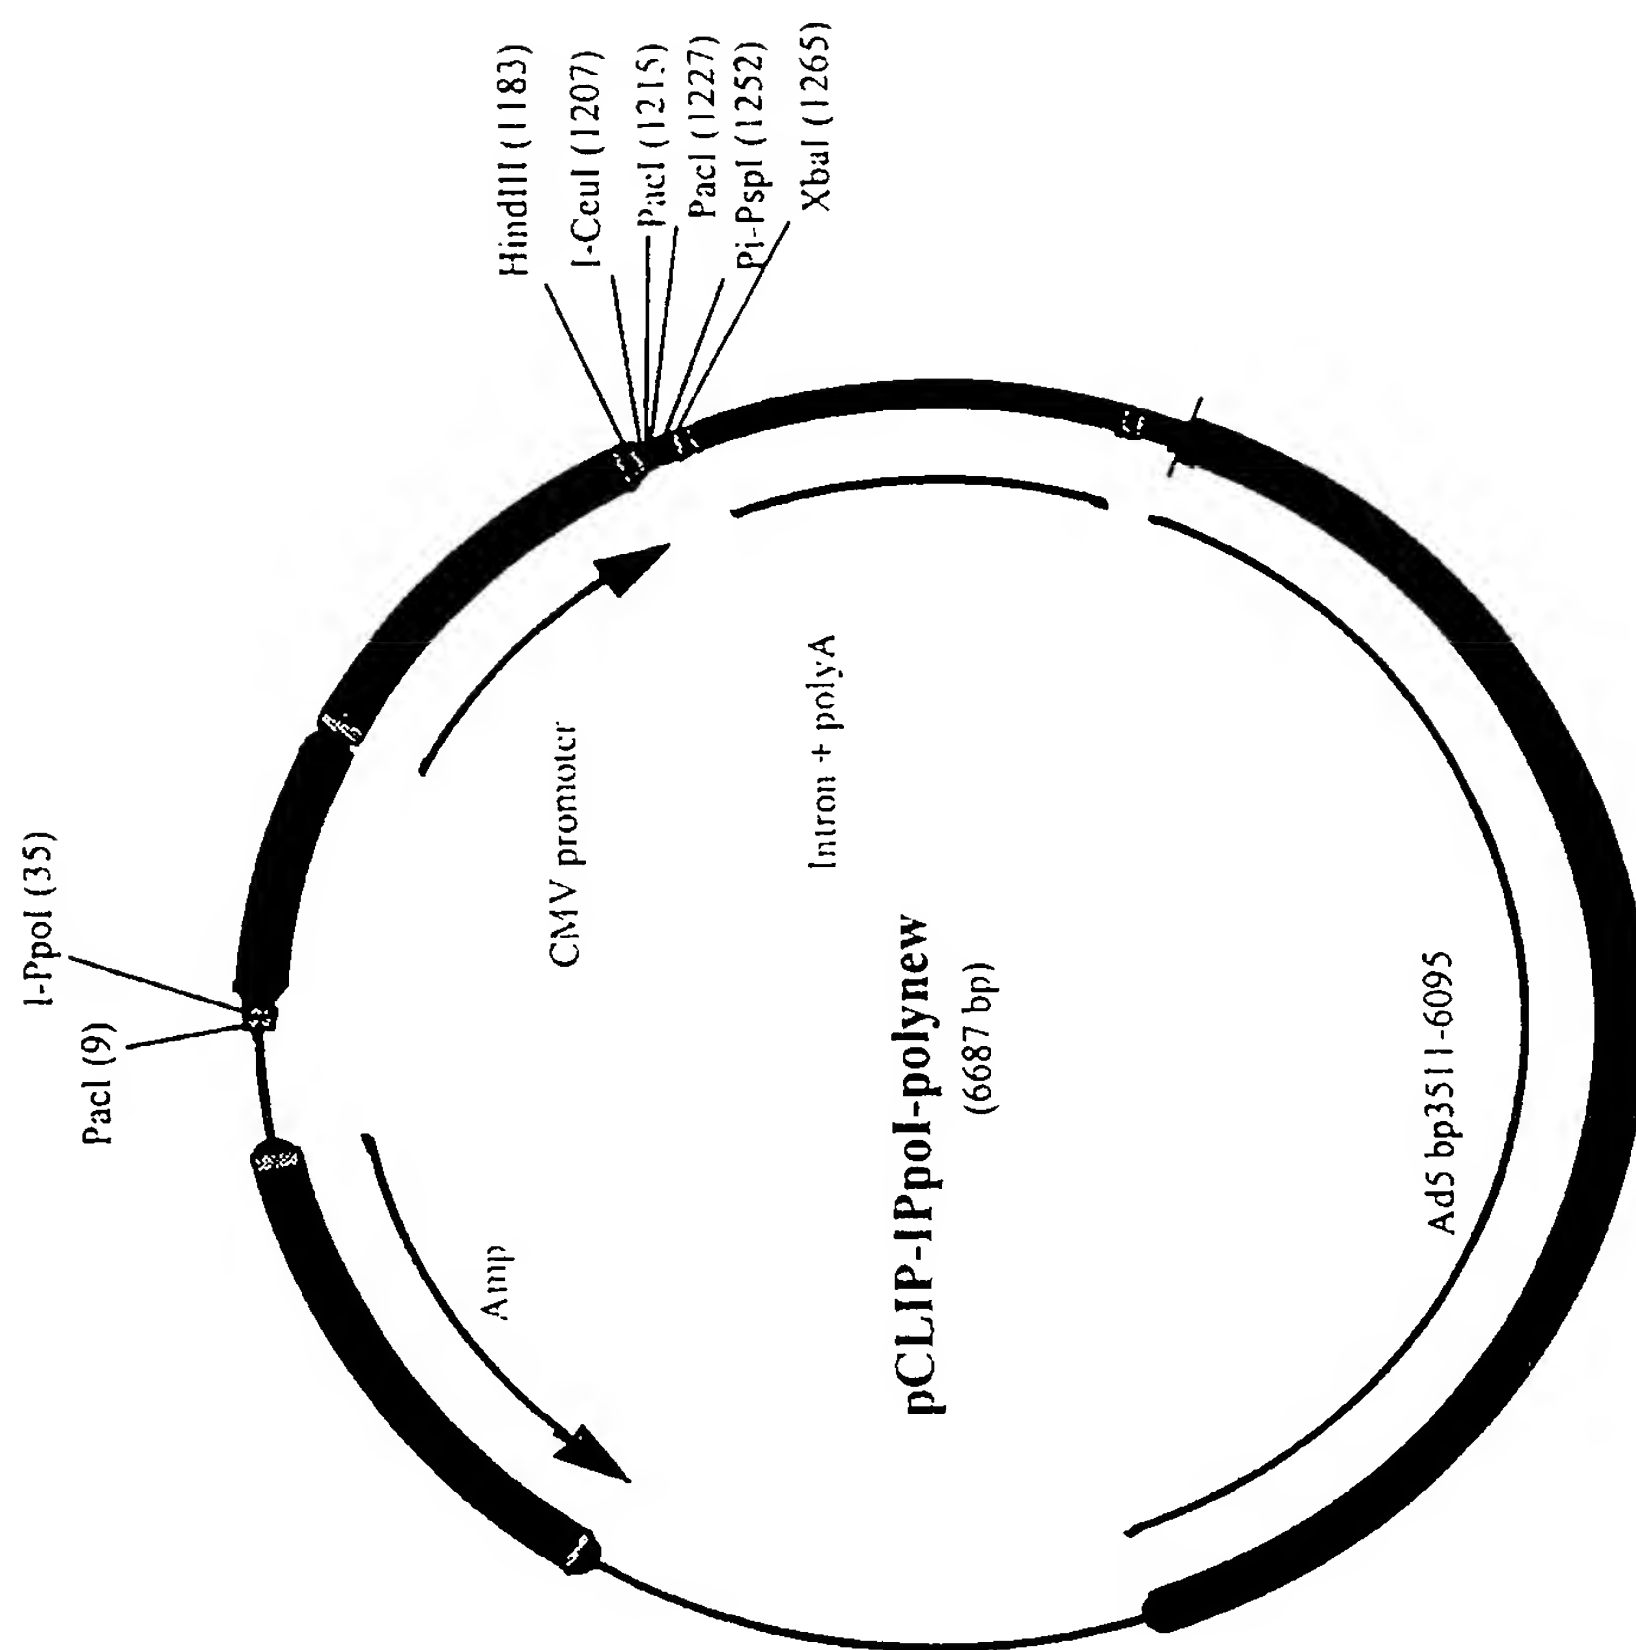 HindIII (1183)
I-CeuI (1207)
PacI (1215)
PacI (1227)
Pi-PspI (1252)
XbaI (1265)
I-PpoI (35)
PacI (9)
CMV promoter
Intron + polyA
Amp
pCLIP-IPpoI-polynew
(6687 bp)
Ad5 bp3511-6095